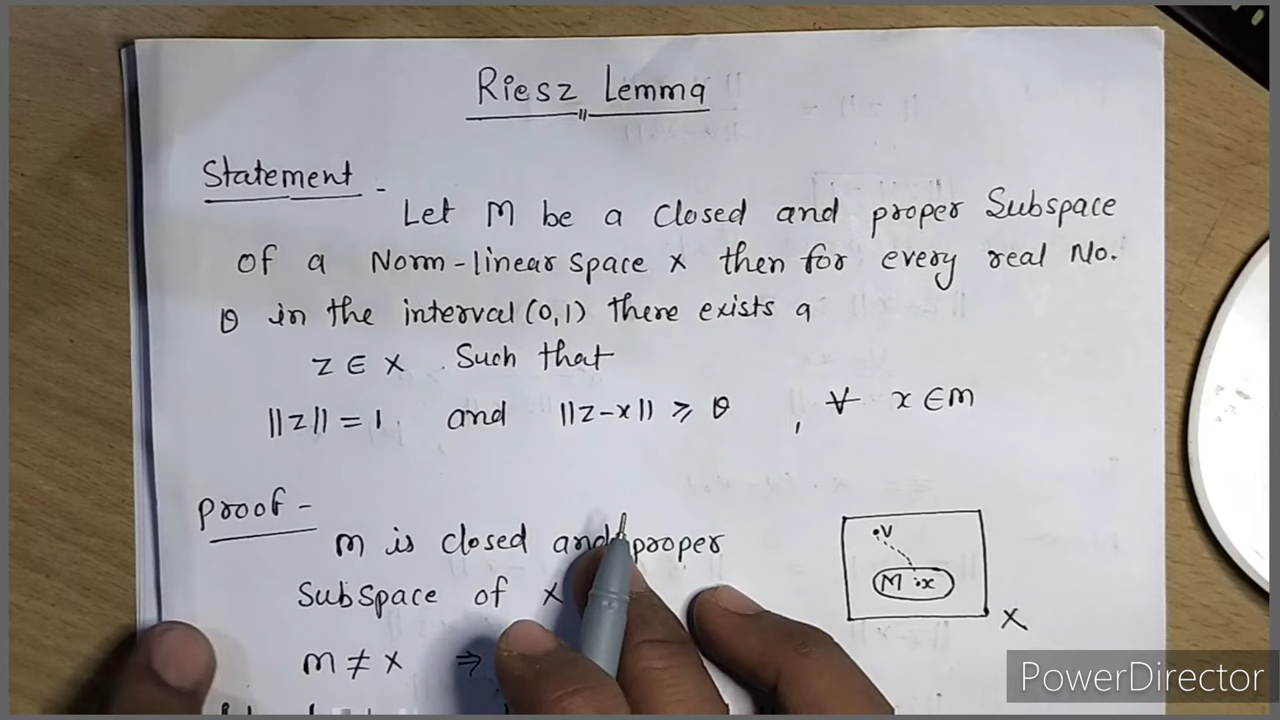 Riesz Lemma
Statement -
Let M be a closed and proper Subspace
of a Norm-linear space X then for every real No.
θ in the interval (0,1) there exists a
z ∈ X Such that
||z|| = 1 and ||z-x|| ⩾ θ , ∀ x ∈ M
Proof -
M is closed and proper
subspace of X
M ≠ X ⇒
.v
M .x
X
PowerDirector